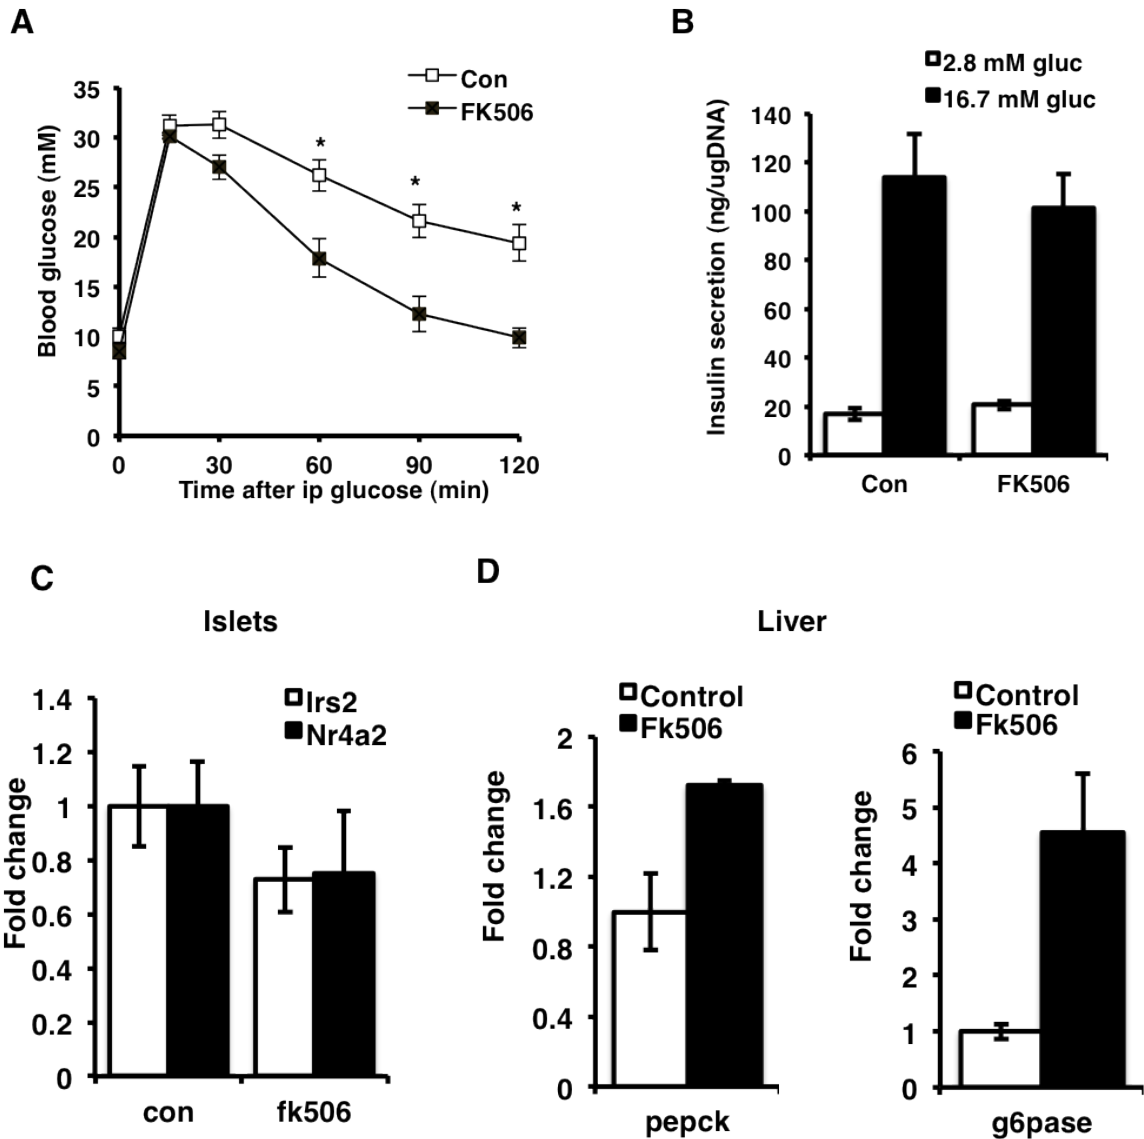 A
Con
FK506
35
30
25
20
15
10
5
0
*
*
*
0 30 60 90 120
Time after ip glucose (min)
Blood glucose (mM)
B
2.8 mM gluc
16.7 mM gluc
140
120
100
80
60
40
20
0
Insulin secretion (ng/ugDNA)
Con FK506
C
Islets
Irs2
Nr4a2
1.4
1.2
1
0.8
0.6
0.4
0.2
0
Fold change
con fk506
D
Liver
Control
Fk506
2
1.6
1.2
0.8
0.4
0
Fold change
pepck
Control
Fk506
6
5
4
3
2
1
0
Fold change
g6pase